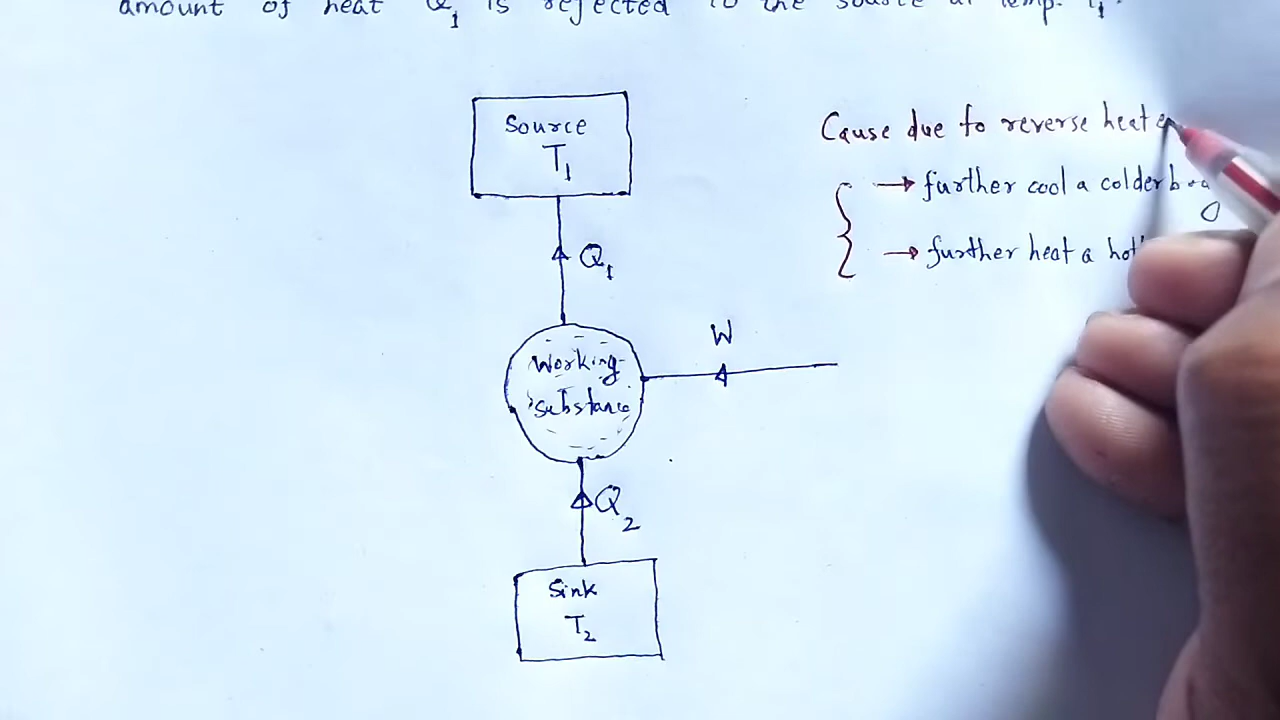 amount of heat Q1 is rejected to the source at temp. T1.
Source
T1
Cause due to reverse heat
→ further cool a colder body
→ further heat a hot
Q1
W
Working
substance
Q2
Sink
T2